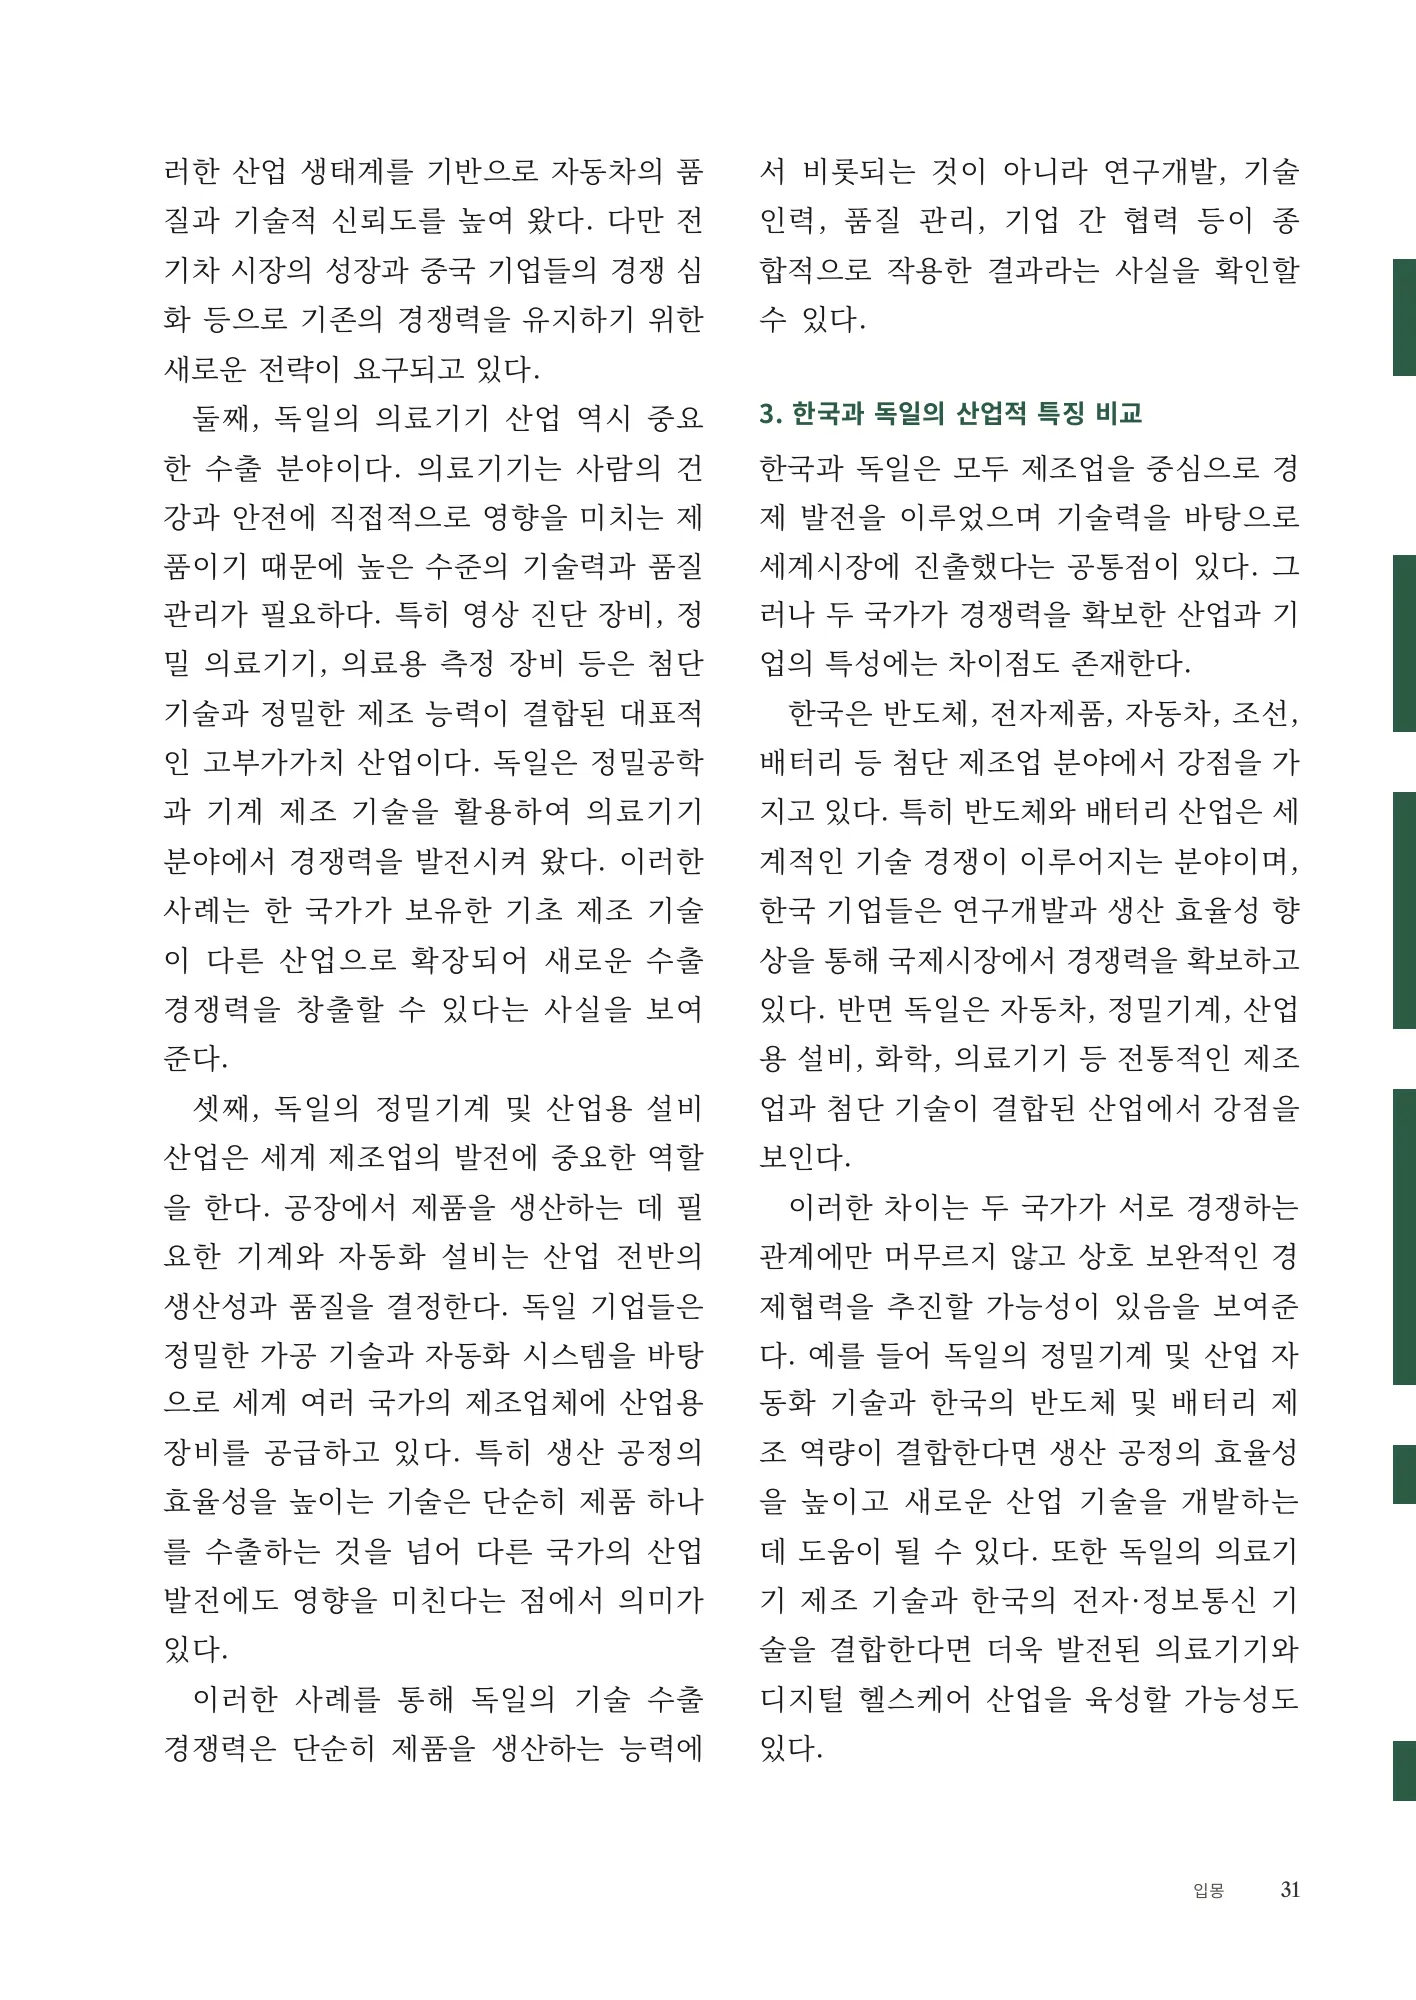 러한 산업 생태계를 기반으로 자동차의 품
질과 기술적 신뢰도를 높여 왔다. 다만 전
기차 시장의 성장과 중국 기업들의 경쟁 심
화 등으로 기존의 경쟁력을 유지하기 위한
새로운 전략이 요구되고 있다.
둘째, 독일의 의료기기 산업 역시 중요
한 수출 분야이다. 의료기기는 사람의 건
강과 안전에 직접적으로 영향을 미치는 제
품이기 때문에 높은 수준의 기술력과 품질
관리가 필요하다. 특히 영상 진단 장비, 정
밀 의료기기, 의료용 측정 장비 등은 첨단
기술과 정밀한 제조 능력이 결합된 대표적
인 고부가가치 산업이다. 독일은 정밀공학
과 기계 제조 기술을 활용하여 의료기기
분야에서 경쟁력을 발전시켜 왔다. 이러한
사례는 한 국가가 보유한 기초 제조 기술
이 다른 산업으로 확장되어 새로운 수출
경쟁력을 창출할 수 있다는 사실을 보여
준다.
셋째, 독일의 정밀기계 및 산업용 설비
산업은 세계 제조업의 발전에 중요한 역할
을 한다. 공장에서 제품을 생산하는 데 필
요한 기계와 자동화 설비는 산업 전반의
생산성과 품질을 결정한다. 독일 기업들은
정밀한 가공 기술과 자동화 시스템을 바탕
으로 세계 여러 국가의 제조업체에 산업용
장비를 공급하고 있다. 특히 생산 공정의
효율성을 높이는 기술은 단순히 제품 하나
를 수출하는 것을 넘어 다른 국가의 산업
발전에도 영향을 미친다는 점에서 의미가
있다.
이러한 사례를 통해 독일의 기술 수출
경쟁력은 단순히 제품을 생산하는 능력에
서 비롯되는 것이 아니라 연구개발, 기술
인력, 품질 관리, 기업 간 협력 등이 종
합적으로 작용한 결과라는 사실을 확인할
수 있다.
3. 한국과 독일의 산업적 특징 비교
한국과 독일은 모두 제조업을 중심으로 경
제 발전을 이루었으며 기술력을 바탕으로
세계시장에 진출했다는 공통점이 있다. 그
러나 두 국가가 경쟁력을 확보한 산업과 기
업의 특성에는 차이점도 존재한다.
한국은 반도체, 전자제품, 자동차, 조선,
배터리 등 첨단 제조업 분야에서 강점을 가
지고 있다. 특히 반도체와 배터리 산업은 세
계적인 기술 경쟁이 이루어지는 분야이며,
한국 기업들은 연구개발과 생산 효율성 향
상을 통해 국제시장에서 경쟁력을 확보하고
있다. 반면 독일은 자동차, 정밀기계, 산업
용 설비, 화학, 의료기기 등 전통적인 제조
업과 첨단 기술이 결합된 산업에서 강점을
보인다.
이러한 차이는 두 국가가 서로 경쟁하는
관계에만 머무르지 않고 상호 보완적인 경
제협력을 추진할 가능성이 있음을 보여준
다. 예를 들어 독일의 정밀기계 및 산업 자
동화 기술과 한국의 반도체 및 배터리 제
조 역량이 결합한다면 생산 공정의 효율성
을 높이고 새로운 산업 기술을 개발하는
데 도움이 될 수 있다. 또한 독일의 의료기
기 제조 기술과 한국의 전자·정보통신 기
술을 결합한다면 더욱 발전된 의료기기와
디지털 헬스케어 산업을 육성할 가능성도
있다.
입몽 31